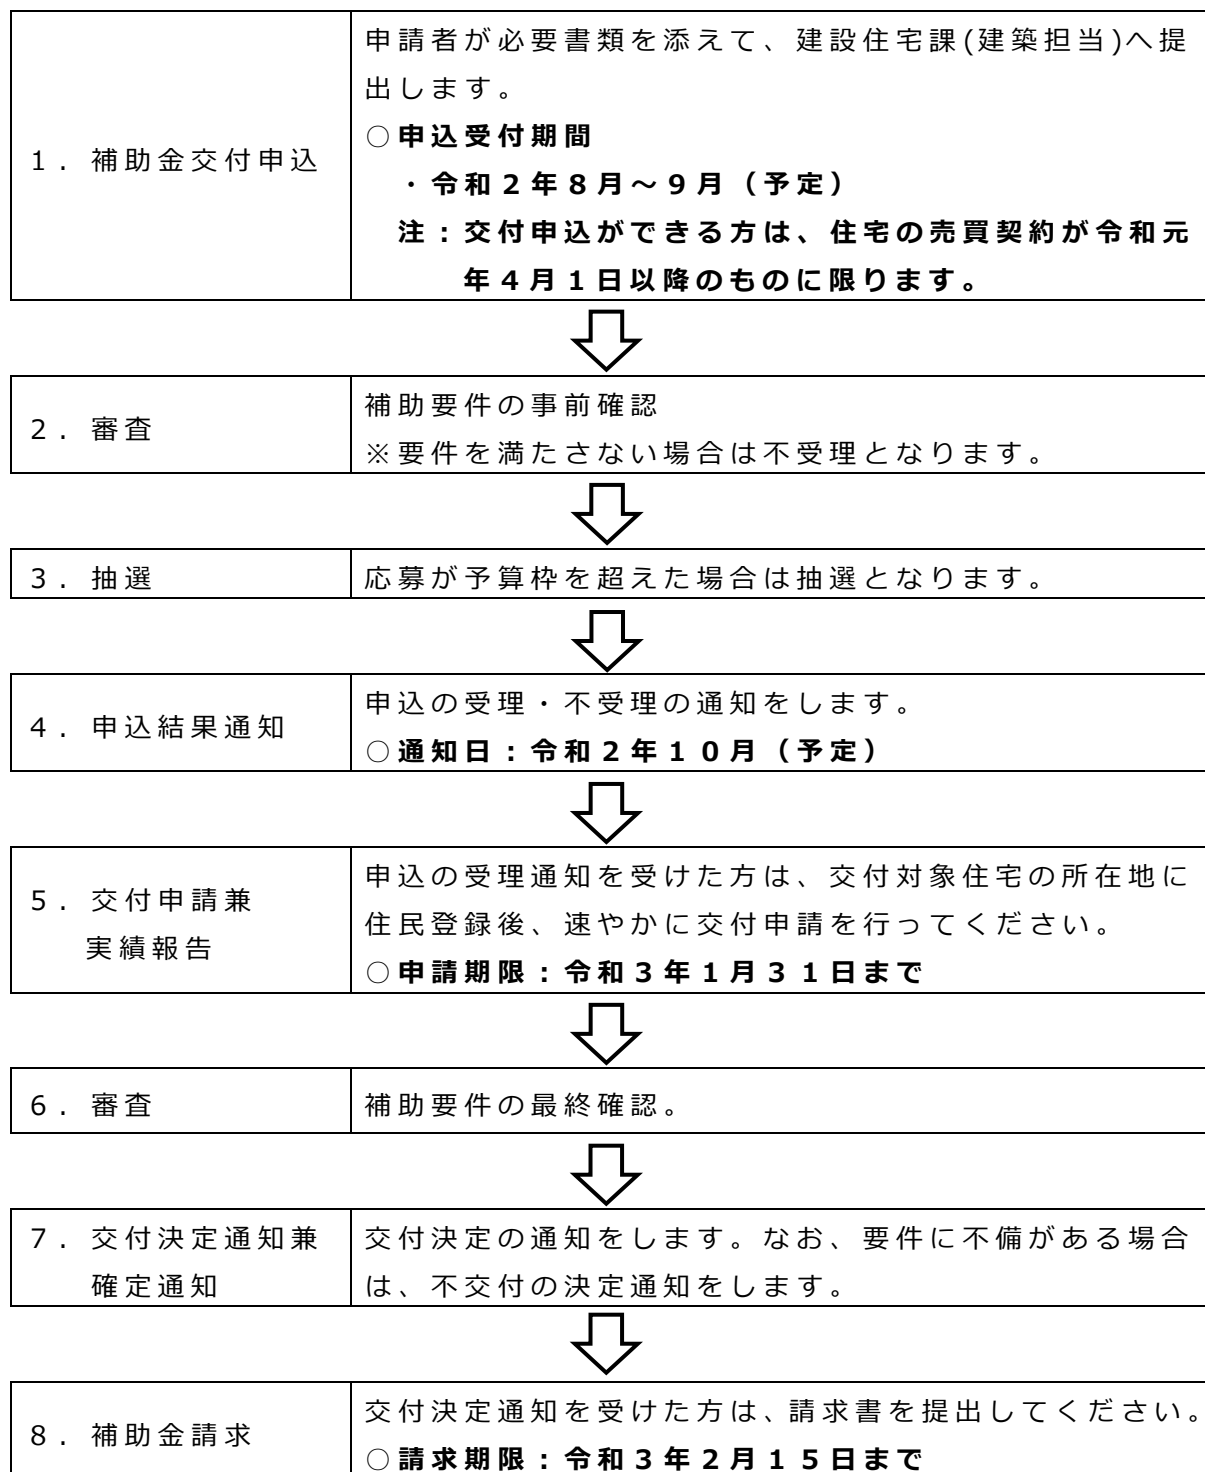 申請者が必要書類を添えて、建設住宅課(建築担当)へ提
出します。
○申込受付期間
1．補助金交付申込
・令和２年８月～９月（予定）
注：交付申込ができる方は、住宅の売買契約が令和元
年４月１日以降のものに限ります。
2．審査
補助要件の事前確認
※要件を満たさない場合は不受理となります。
3．抽選
応募が予算枠を超えた場合は抽選となります。
4．申込結果通知
申込の受理・不受理の通知をします。
○通知日：令和２年１０月（予定）
5．交付申請兼
実績報告
申込の受理通知を受けた方は、交付対象住宅の所在地に
住民登録後、速やかに交付申請を行ってください。
○申請期限：令和３年１月３１日まで
6．審査
補助要件の最終確認。
7．交付決定通知兼
確定通知
交付決定の通知をします。なお、要件に不備がある場合
は、不交付の決定通知をします。
8．補助金請求
交付決定通知を受けた方は、請求書を提出してください。
○請求期限：令和３年２月１５日まで